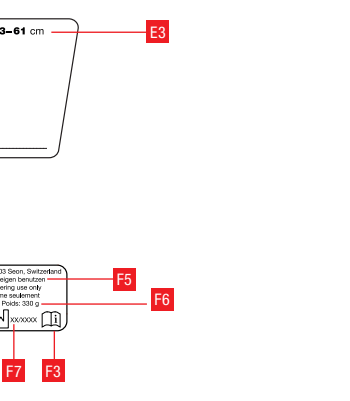 3–61 cm
E3
03 Seon, Switzerland
eigen benutzen
F5
ering use only
ne seulement
Poids: 330 g
F6
xx/xxxx
F7
F3